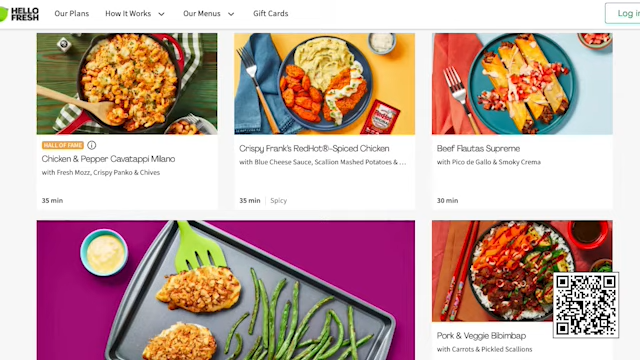 HELLO
FRESH
Our Plans
How It Works
Our Menus
Gift Cards
Log in
HALL OF FAME
Chicken & Pepper Cavatappi Milano
with Fresh Mozz, Crispy Panko & Chives
35 min
Crispy Frank's RedHot®-Spiced Chicken
with Blue Cheese Sauce, Scallion Mashed Potatoes & ...
35 min
Spicy
Beef Flautas Supreme
with Pico de Gallo & Smoky Crema
30 min
Pork & Veggie Bibimbap
with Carrots & Pickled Scallions